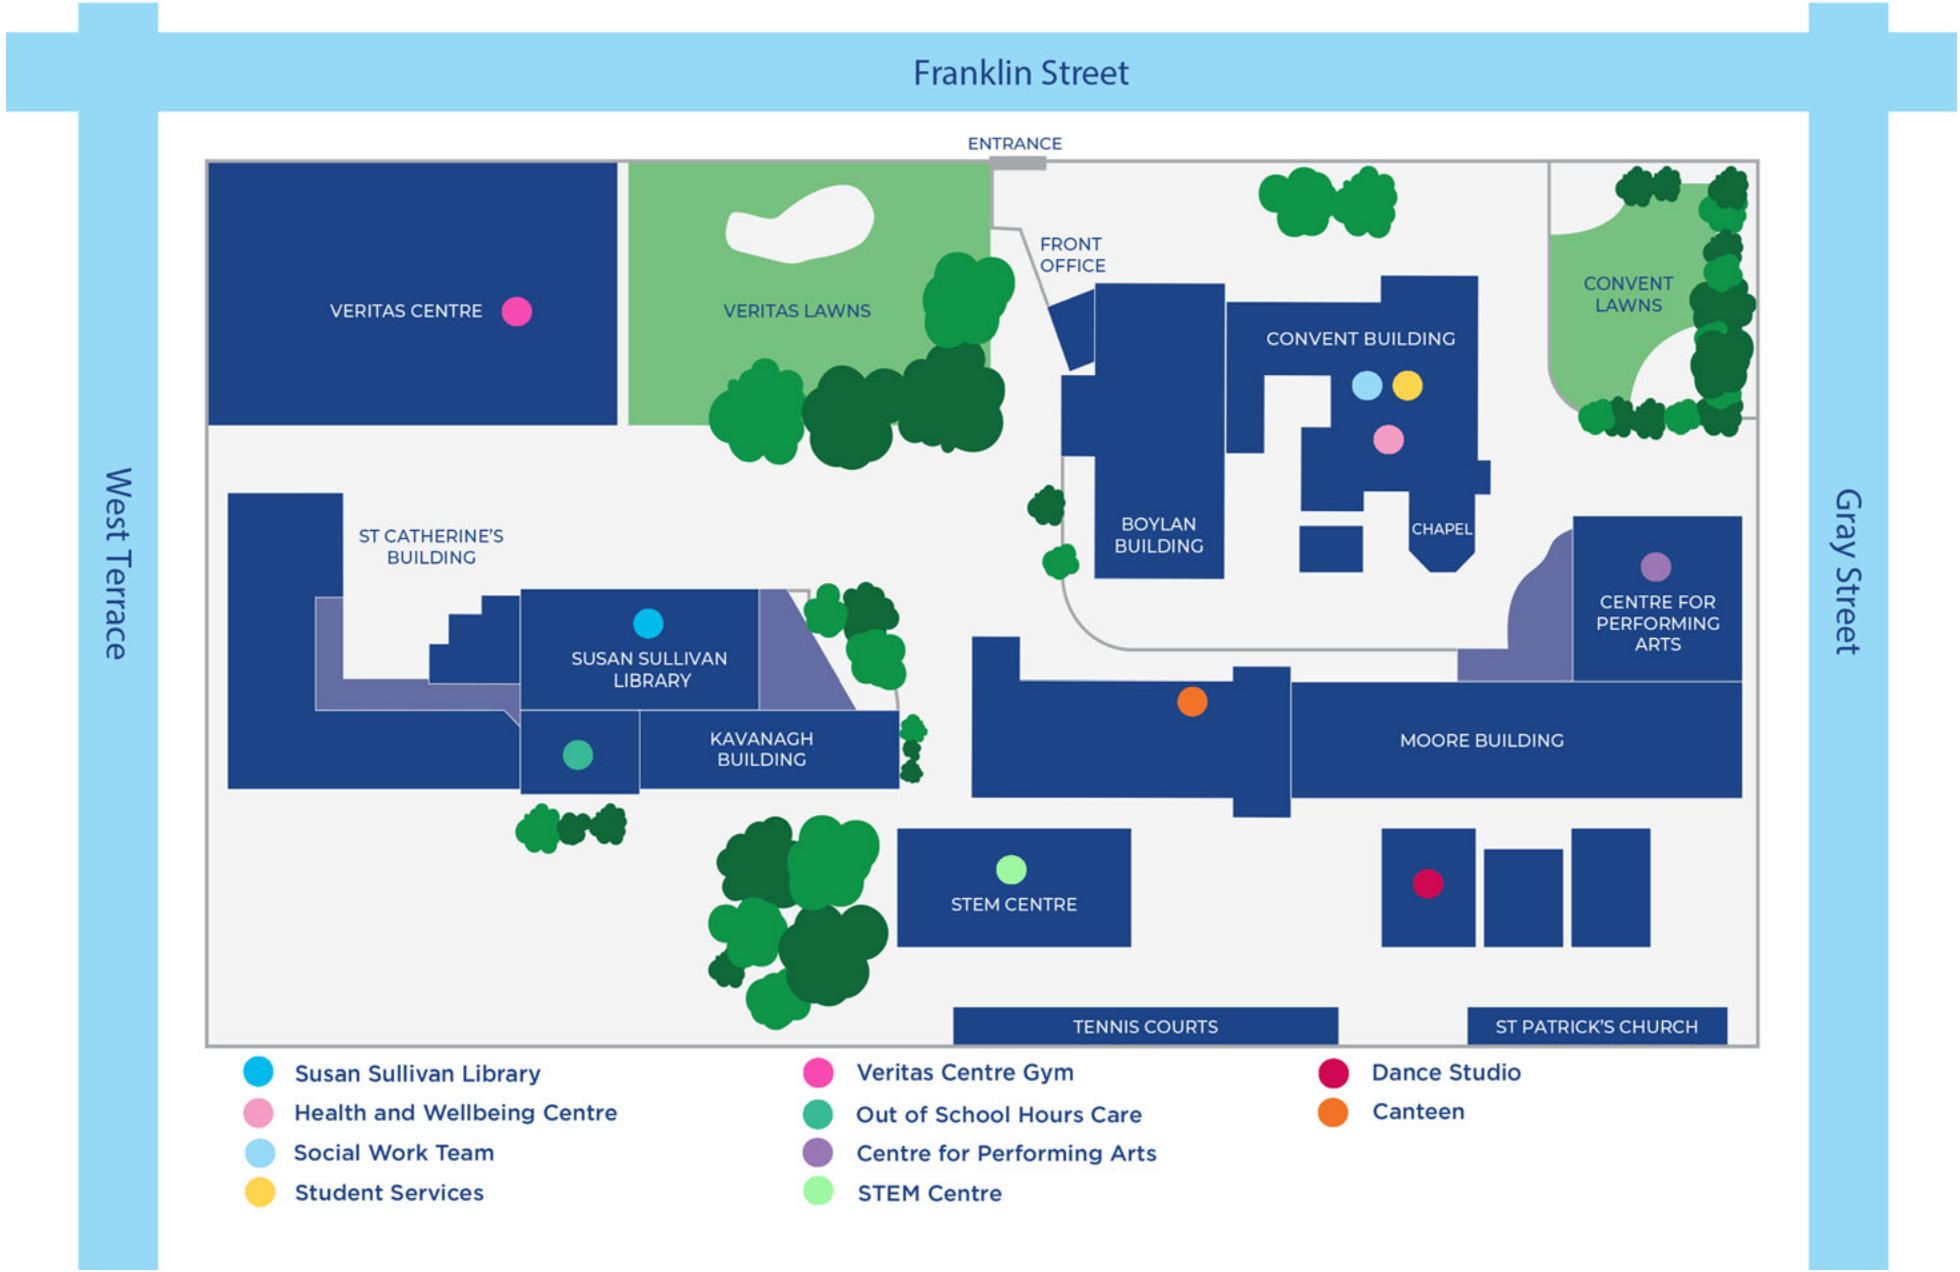 Franklin Street
ENTRANCE
FRONT
OFFICE
VERITAS CENTRE
VERITAS LAWNS
CONVENT
LAWNS
CONVENT BUILDING
West Terrace
Gray Street
ST CATHERINE'S
BUILDING
BOYLAN
BUILDING
CHAPEL
CENTRE FOR
PERFORMING
ARTS
SUSAN SULLIVAN
LIBRARY
KAVANAGH
BUILDING
MOORE BUILDING
STEM CENTRE
TENNIS COURTS
ST PATRICK'S CHURCH
Susan Sullivan Library
Health and Wellbeing Centre
Social Work Team
Student Services
Veritas Centre Gym
Out of School Hours Care
Centre for Performing Arts
STEM Centre
Dance Studio
Canteen